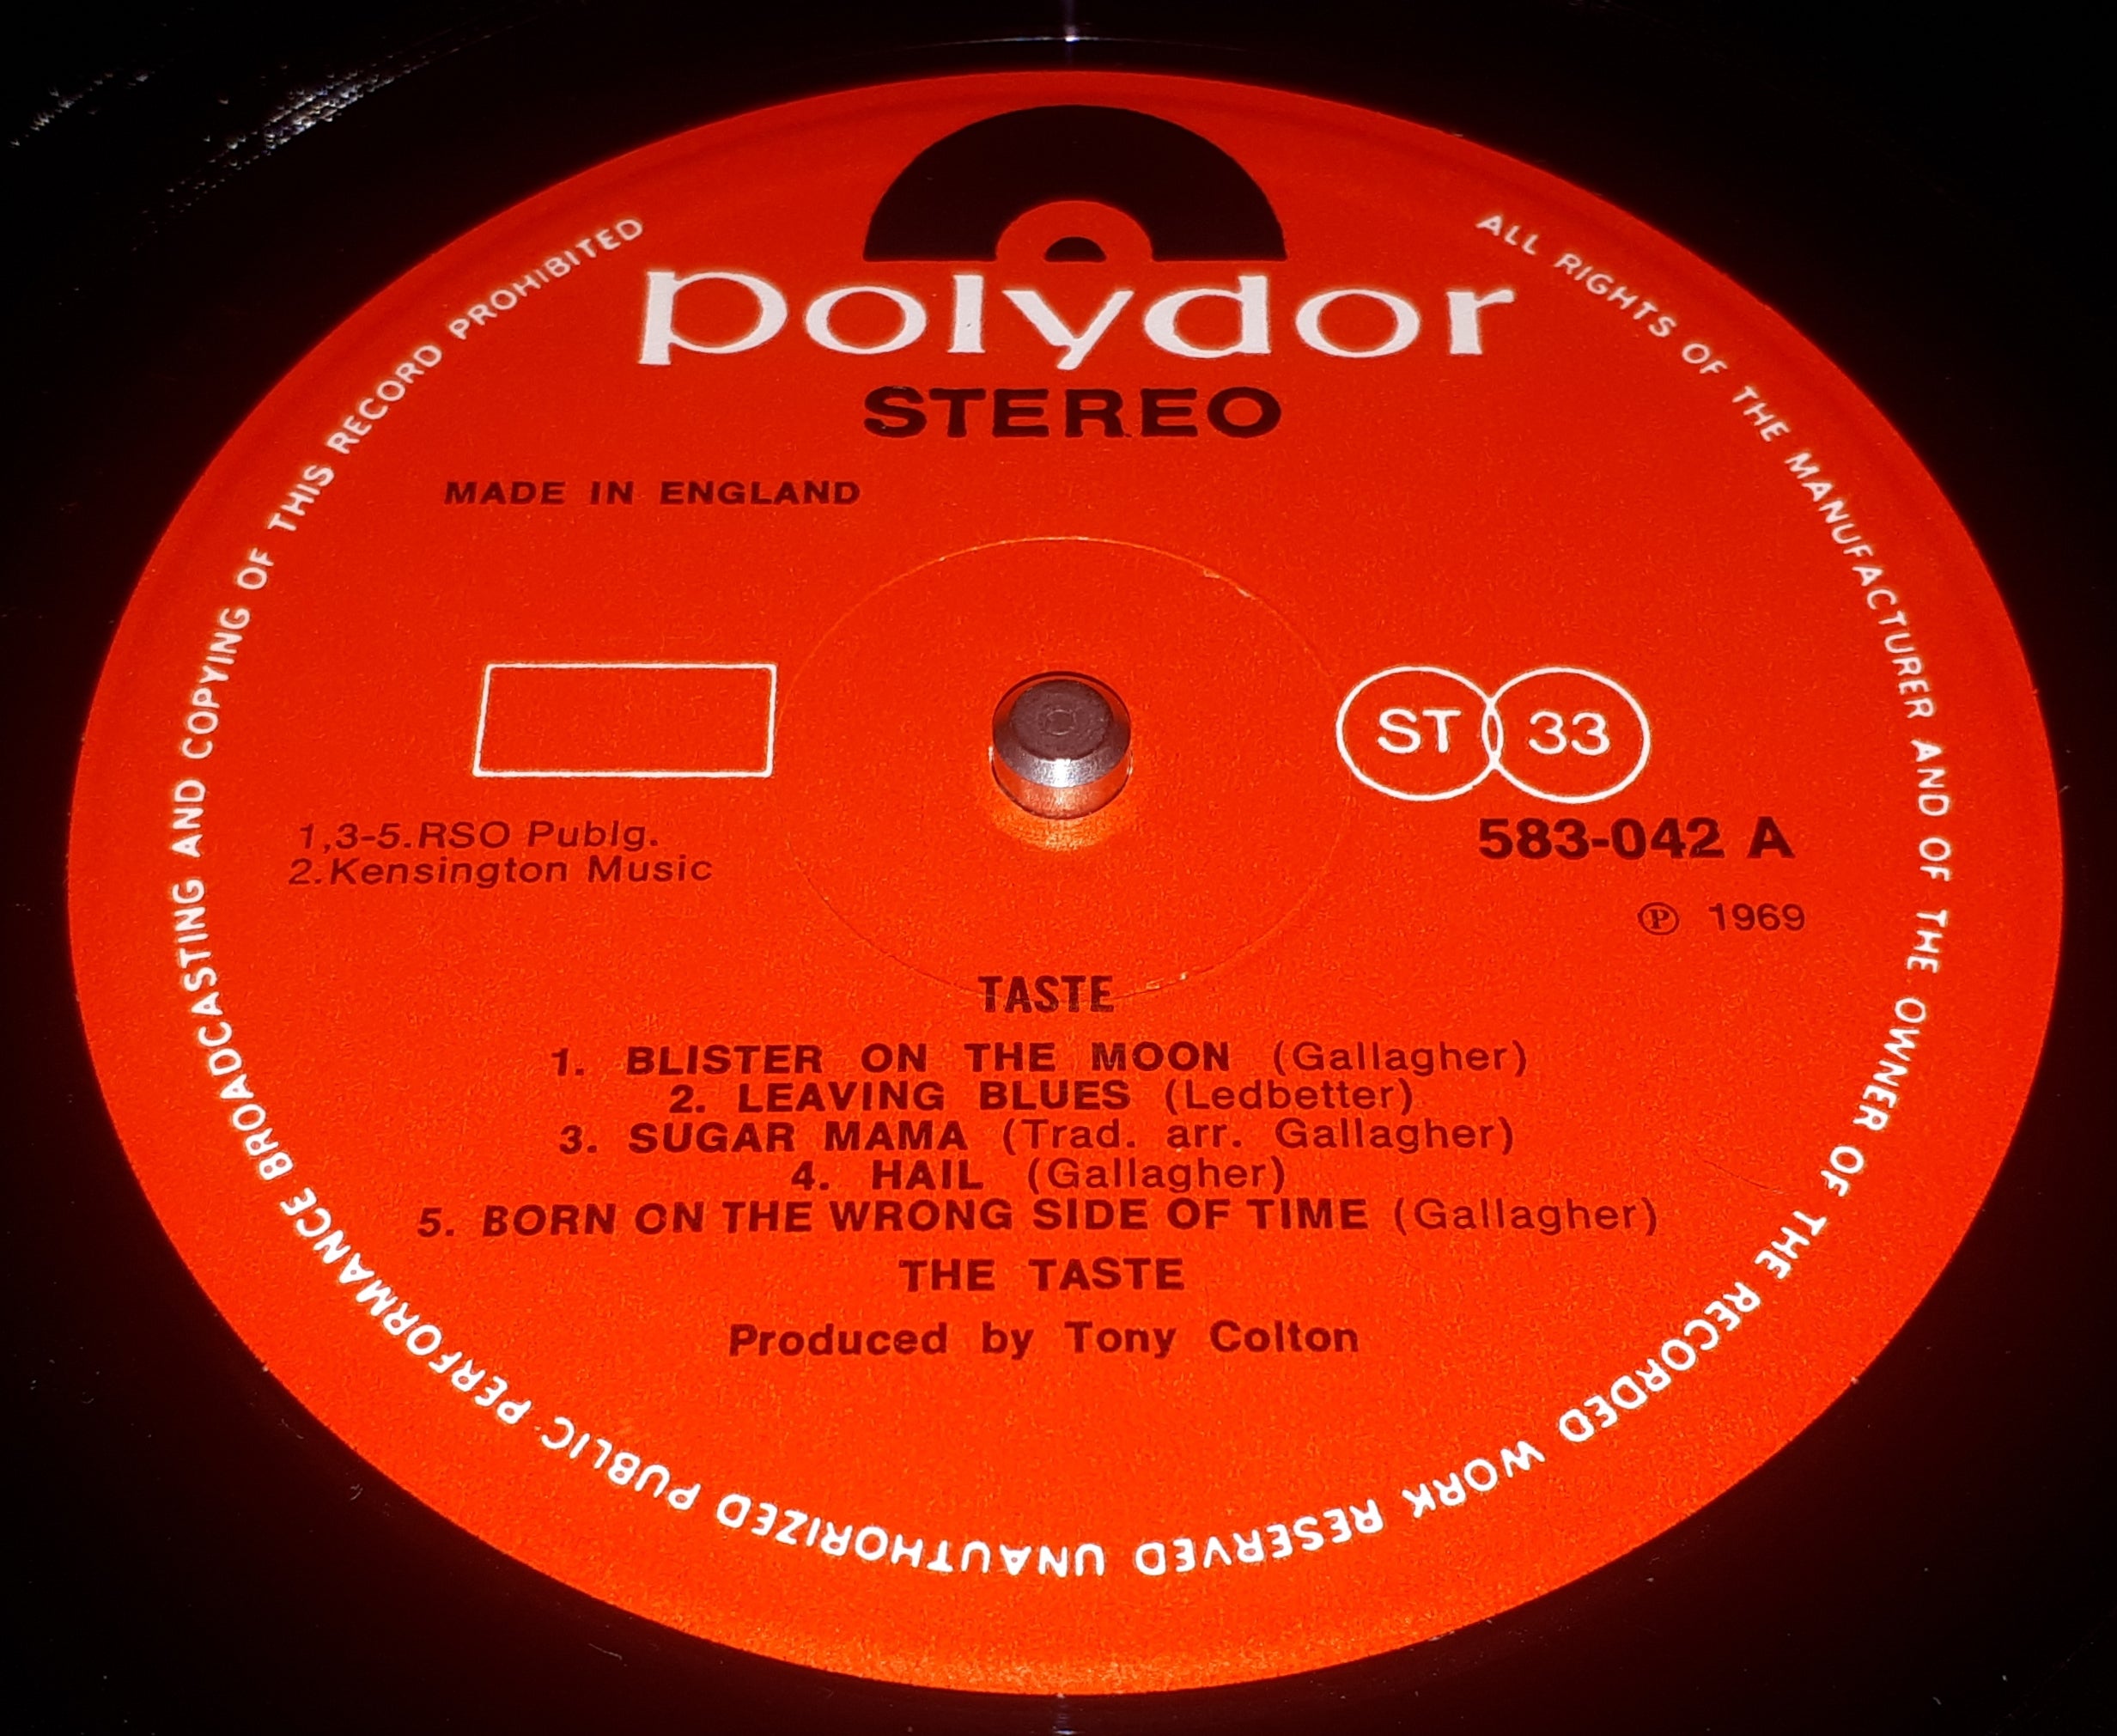 polydor
STEREO
MADE IN ENGLAND
ST 33
1,3-5.RSO Publg.
2.Kensington Music
583-042 A
Ⓟ 1969
TASTE
1. BLISTER ON THE MOON (Gallagher)
2. LEAVING BLUES (Ledbetter)
3. SUGAR MAMA (Trad. arr. Gallagher)
4. HAIL (Gallagher)
5. BORN ON THE WRONG SIDE OF TIME (Gallagher)
THE TASTE
Produced by Tony Colton
ALL RIGHTS OF THE MANUFACTURER AND OF THE OWNER OF THE RECORDED WORK RESERVED UNAUTHORIZED PUBLIC PERFORMANCE BROADCASTING AND COPYING OF THIS RECORD PROHIBITED